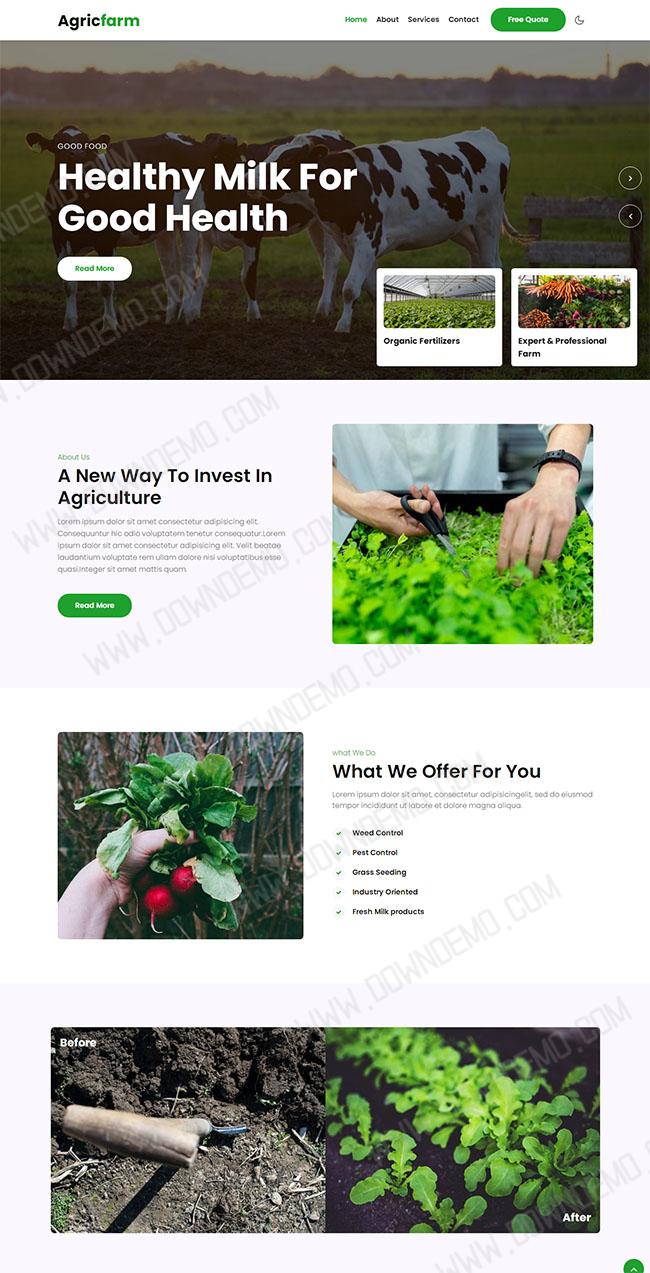 Agricfarm
Home About Services Contact Free Quote
GOOD FOOD
Healthy Milk For
Good Health
Read More
Organic Fertilizers
Expert & Professional
Farm
About Us
A New Way To Invest In
Agriculture
Lorem ipsum dolor sit amet consectetur adipisicing elit.
Consequuntur hic odio voluptatem tenetur consequatur.Lorem
ipsum dolor sit amet consectetur adipisicing elit. Velit beatae
laudantium voluptate rem ullam dolore nisi voluptatibus esse
quasi.Integer sit amet mattis quam.
Read More
what We Do
What We Offer For You
Lorem ipsum dolor sit amet, consectetur adipisicingelit, sed do eiusmod
tempor incididunt ut labore et dolore magna aliqua.
Weed Control
Pest Control
Grass Seeding
Industry Oriented
Fresh Milk products
Before
After
WWW.DOWNDEMO.COM